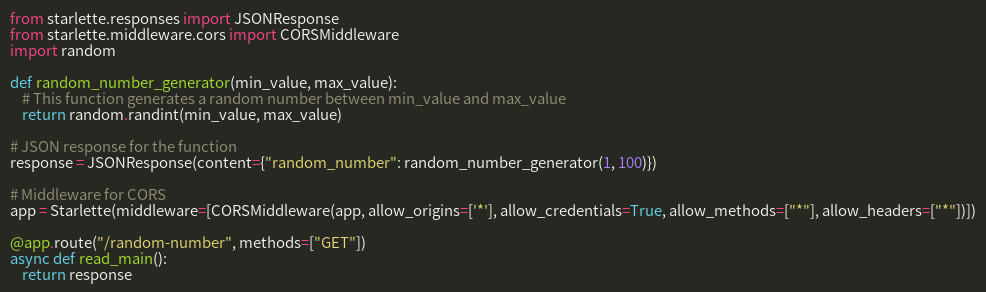 from starlette.responses import JSONResponse
from starlette.middleware.cors import CORSMiddleware
import random
def random_number_generator(min_value, max_value):
# This function generates a random number between min_value and max_value
return random.randint(min_value, max_value)
# JSON response for the function
response = JSONResponse(content={"random_number": random_number_generator(1, 100)})
# Middleware for CORS
app = Starlette(middleware=[CORSMiddleware(app, allow_origins=['*'], allow_credentials=True, allow_methods=["*"], allow_headers=["*"])])
@app.route("/random-number", methods=["GET"])
async def read_main():
return response